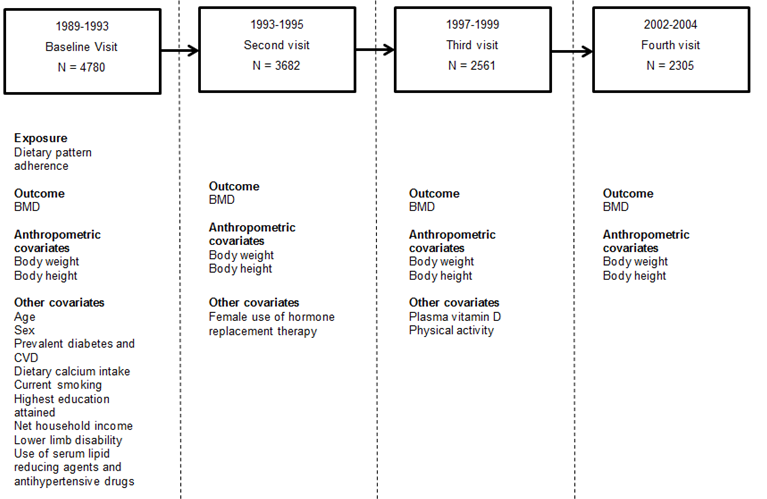 1989-1993
Baseline Visit
N = 4780
1993-1995
Second visit
N = 3682
1997-1999
Third visit
N = 2561
2002-2004
Fourth visit
N = 2305
Exposure
Dietary pattern
adherence
Outcome
BMD
Anthropometric
covariates
Body weight
Body height
Other covariates
Age
Sex
Prevalent diabetes and
CVD
Dietary calcium intake
Current smoking
Highest education
attained
Net household income
Lower limb disability
Use of serum lipid
reducing agents and
antihypertensive drugs
Outcome
BMD
Anthropometric
covariates
Body weight
Body height
Other covariates
Female use of hormone
replacement therapy
Outcome
BMD
Anthropometric
covariates
Body weight
Body height
Other covariates
Plasma vitamin D
Physical activity
Outcome
BMD
Anthropometric
covariates
Body weight
Body height